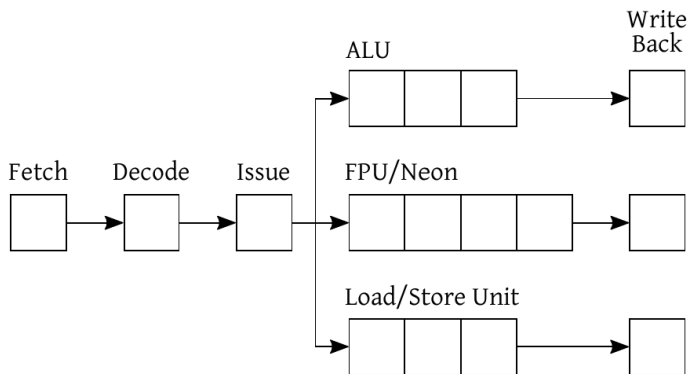 Write
Back
ALU
Fetch
Decode
Issue
FPU/Neon
Load/Store Unit